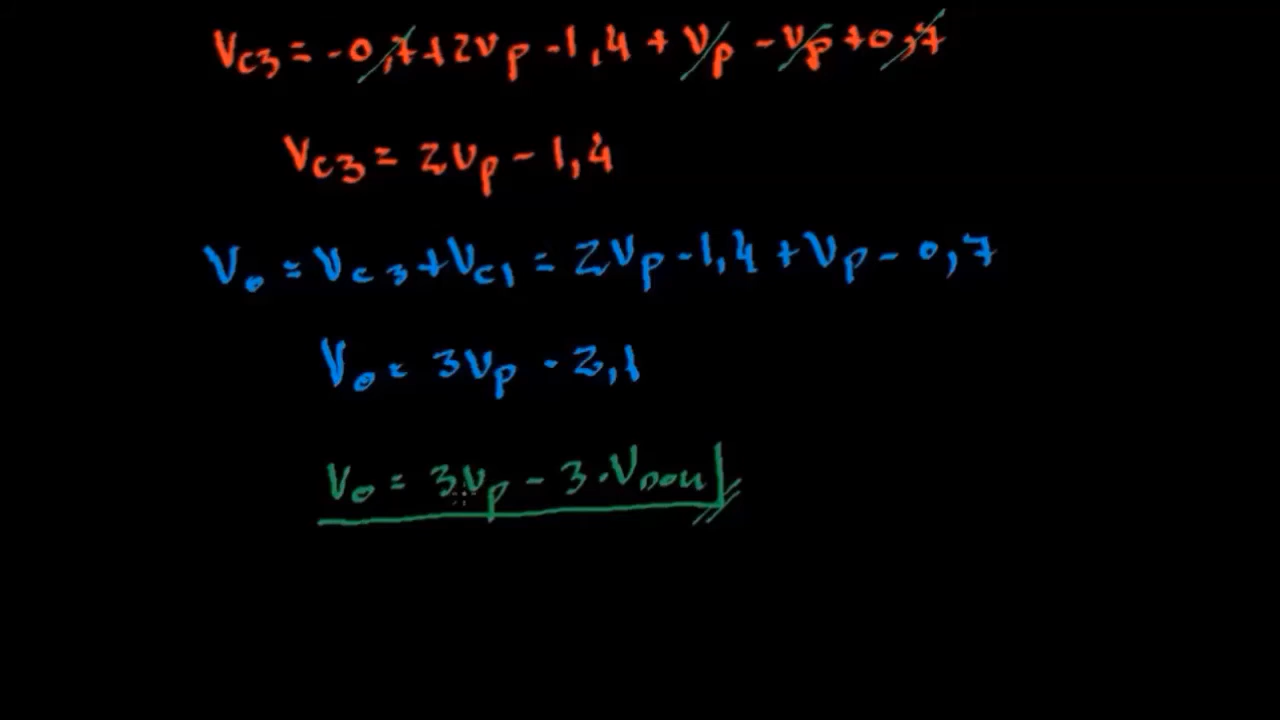 Vc3 = -0,7+2Vp -1,4 + Vp - Vp +0,7
Vc3 = 2Vp - 1,4
Vo = Vc3 + Vc1 = 2Vp - 1,4 + Vp - 0,7
Vo = 3Vp - 2,1
Vo = 3Vp - 3.VΠΟΛ